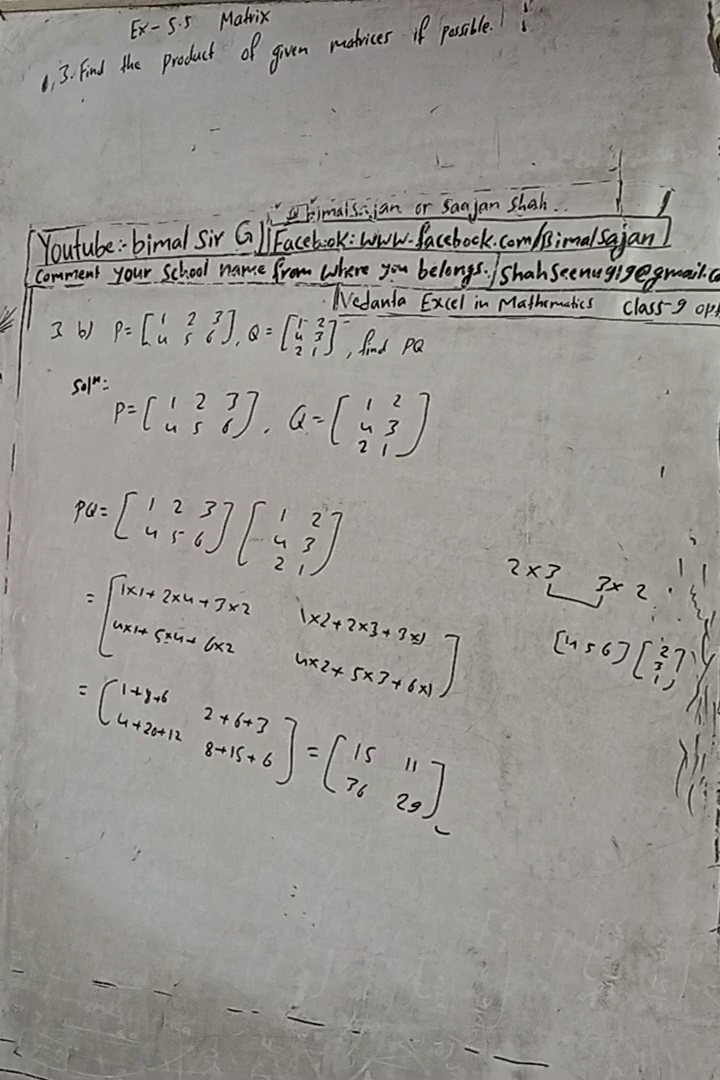 Ex-5.5 Matrix
3. Find the product of given matrices if possible.
@ bimalsajan or Saajan Shah..
Youtube:- bimal Sir G || Facebook: www.facebook.com/Bimalsajan
Comment your School name from where you belongs. / shahseenu919@gmail.co
Vedanta Excel in Mathematics Class-9 opt
3 b) P = [1 2 3
4 5 6], Q = [1 2
4 3
2 1], find PQ
Solⁿ:
P = [1 2 3
4 5 6], Q = [1 2
4 3
2 1]
PQ = [1 2 3
4 5 6] [1 2
4 3
2 1]
= [1×1+2×4+3×2 1×2+2×3+3×1
4×1+5×4+6×2 4×2+5×3+6×1]
= [1+8+6 2+6+3
4+20+12 8+15+6] = [15 11
36 29]
2×3 3×2
[4 5 6] [2
3
1]